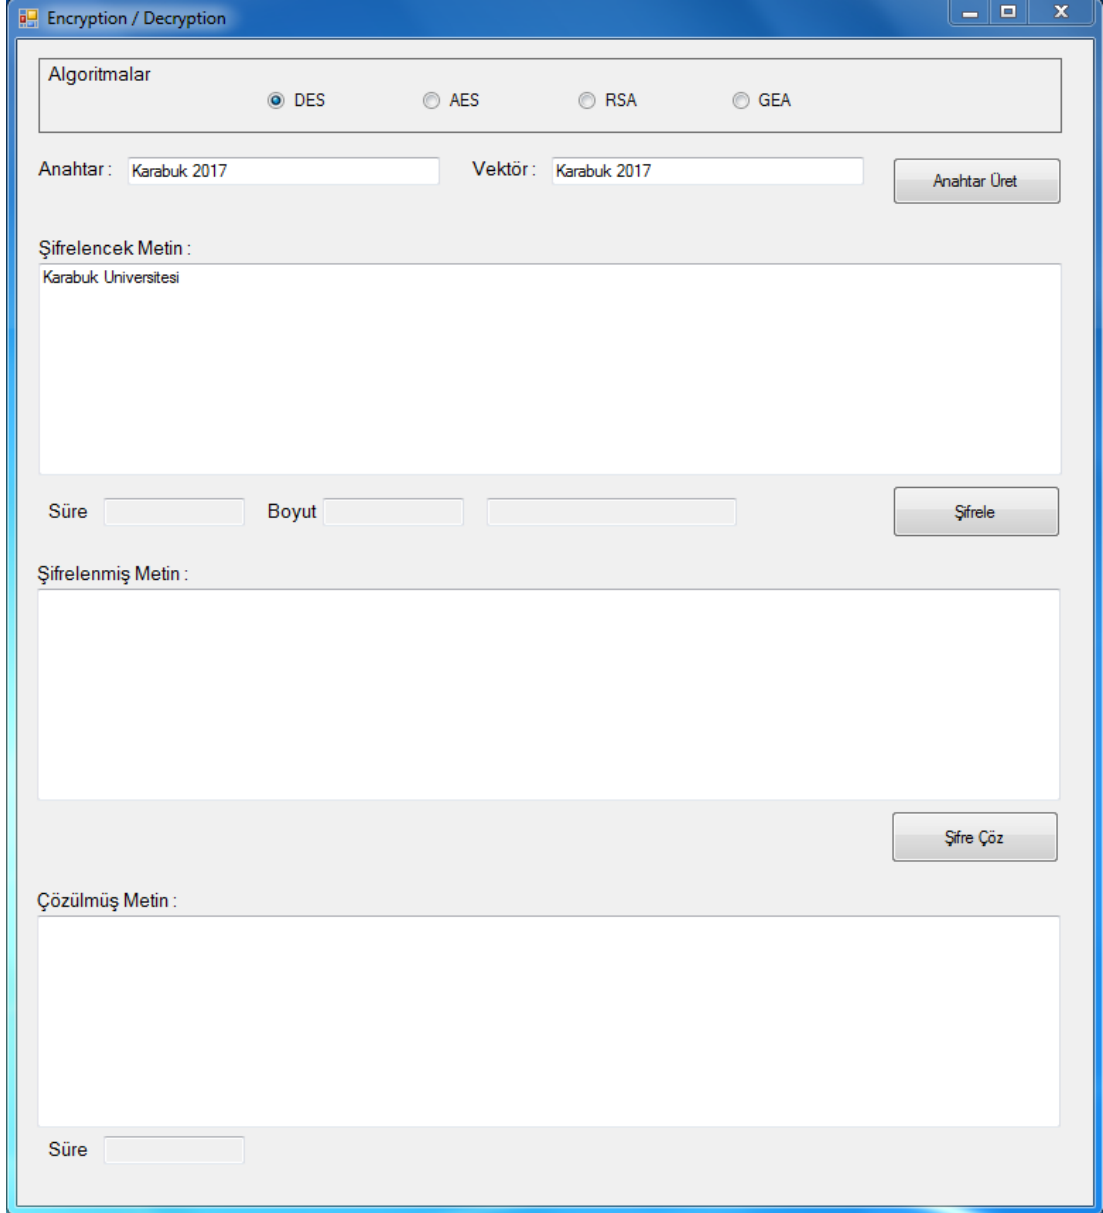 Encryption / Decryption
Algoritmalar
DES AES RSA GEA
Anahtar : Karabuk 2017 Vektör : Karabuk 2017 Anahtar Üret
Şifrelencek Metin :
Karabuk Universitesi
Süre Boyut Şifrele
Şifrelenmiş Metin :
Şifre Çöz
Çözülmüş Metin :
Süre